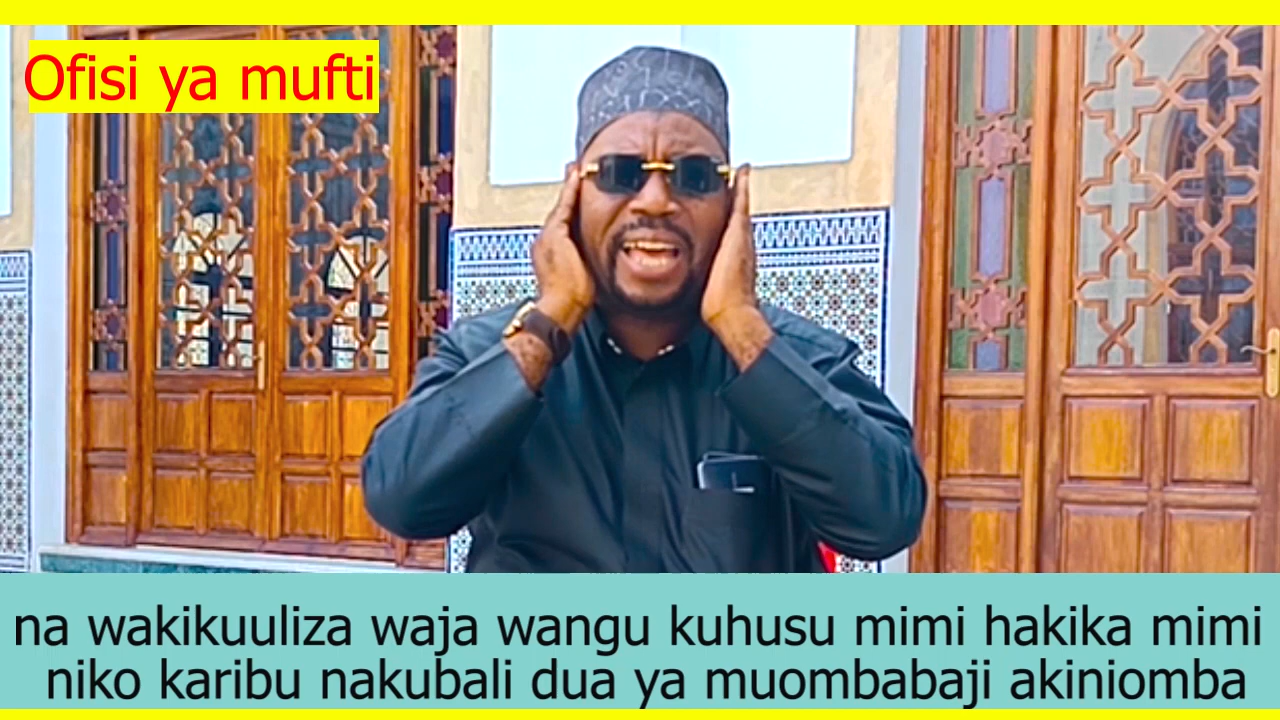 Ofisi ya mufti
na wakikuuliza waja wangu kuhusu mimi hakika mimi
niko karibu nakubali dua ya muombabaji akiniomba